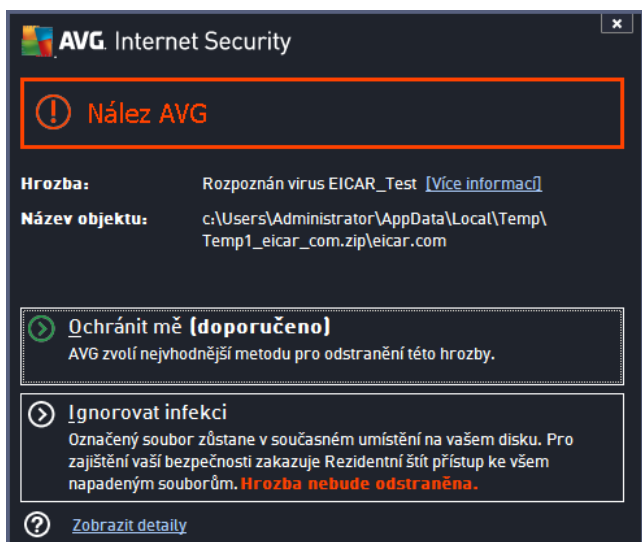 AVG. Internet Security
Nález AVG
Hrozba: Rozpoznán virus EICAR_Test [Více informací]
Název objektu: c:\Users\Administrator\AppData\Local\Temp\
Temp1_eicar_com.zip\eicar.com
Ochránit mě (doporučeno)
AVG zvolí nejvhodnější metodu pro odstranění této hrozby.
Ignorovat infekci
Označený soubor zůstane v současném umístění na vašem disku. Pro
zajištění vaší bezpečnosti zakazuje Rezidentní štít přístup ke všem
napadeným souborům. Hrozba nebude odstraněna.
Zobrazit detaily